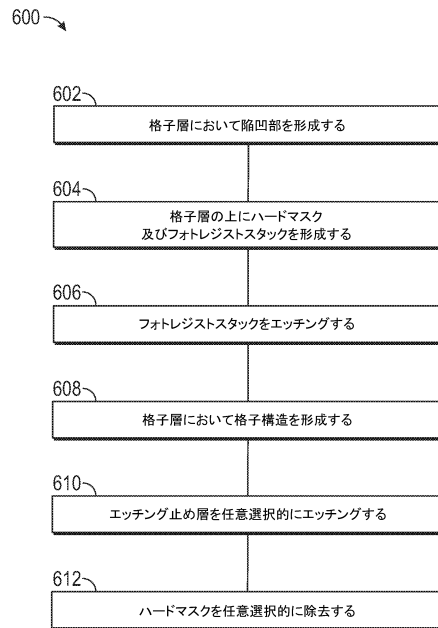 600
602
格子層において陥凹部を形成する
604
格子層の上にハードマスク
及びフォトレジストスタックを形成する
606
フォトレジストスタックをエッチングする
608
格子層において格子構造を形成する
610
エッチング止め層を任意選択的にエッチングする
612
ハードマスクを任意選択的に除去する